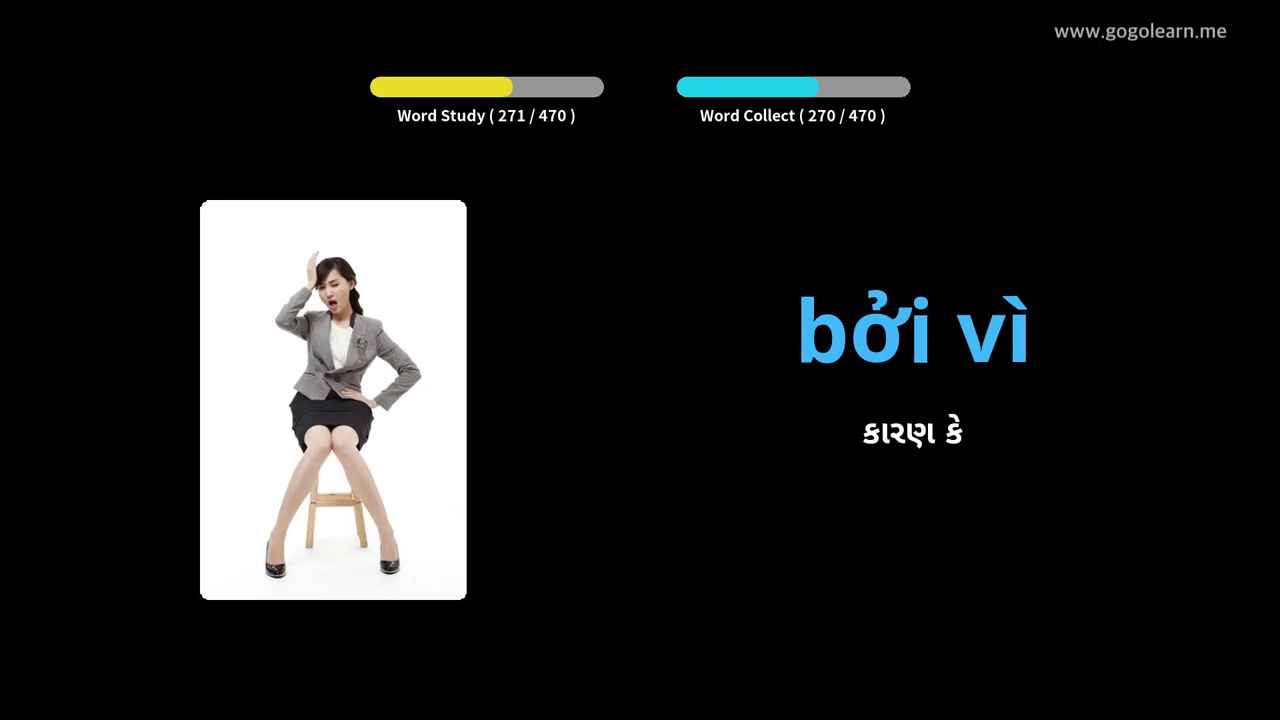 www.gogolearn.me
Word Study ( 271 / 470 )
Word Collect ( 270 / 470 )
bởi vì
કારણ કે